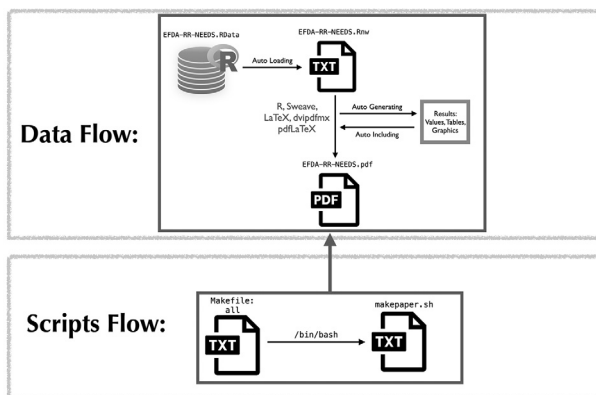 EFDA-RR-NEEDS.RData
EFDA-RR-NEEDS.Rnw
R
Auto Loading
TXT
Data Flow:
R, Sweave,
LaTeX, dvipdfmx
pdfLaTeX
Auto Generating
Auto Including
Results:
Values, Tables,
Graphics
EFDA-RR-NEEDS.pdf
PDF
Scripts Flow:
Makefile:
all
TXT
/bin/bash
makepaper.sh
TXT